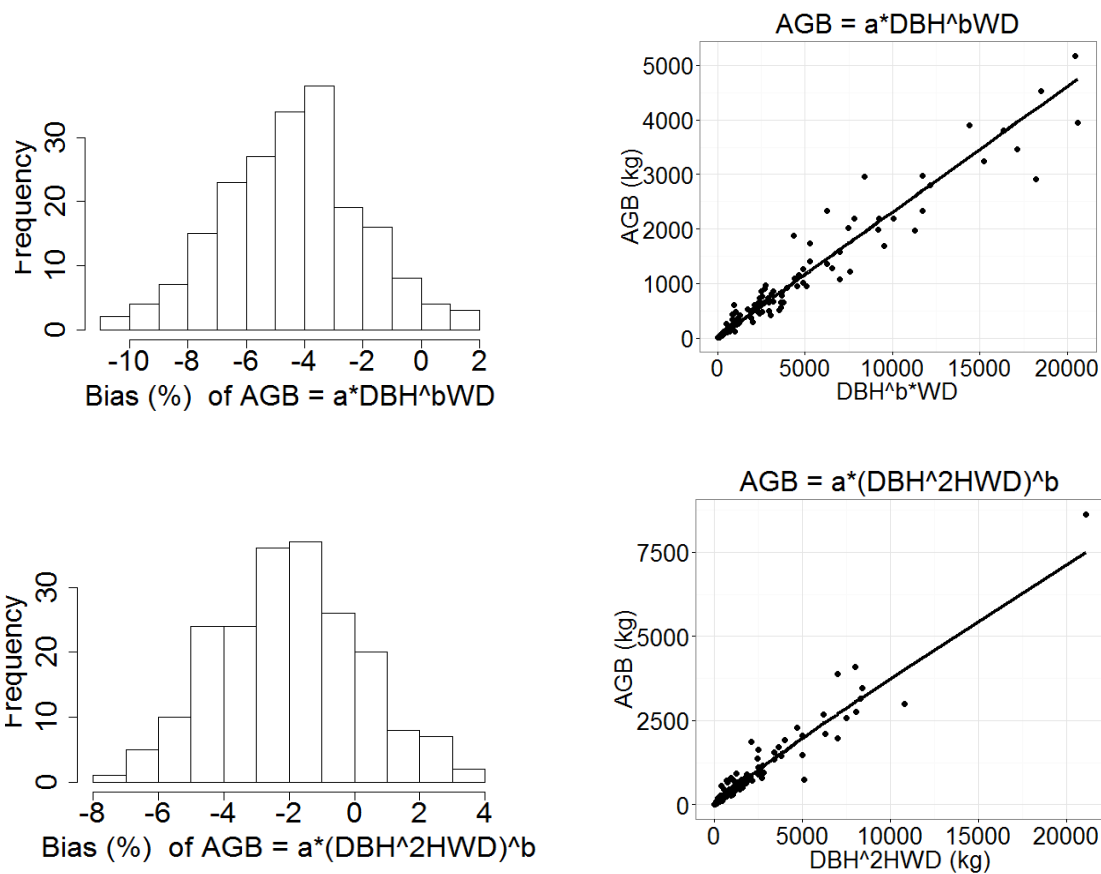 Frequency
0 10 20 30
-10 -8 -6 -4 -2 0 2
Bias (%) of AGB = a*DBH^bWD
AGB = a*DBH^bWD
AGB (kg)
5000
4000
3000
2000
1000
0
0 5000 10000 15000 20000
DBH^b*WD
Frequency
0 10 20 30
-8 -6 -4 -2 0 2 4
Bias (%) of AGB = a*(DBH^2HWD)^b
AGB = a*(DBH^2HWD)^b
AGB (kg)
7500
5000
2500
0
0 5000 10000 15000 20000
DBH^2HWD (kg)